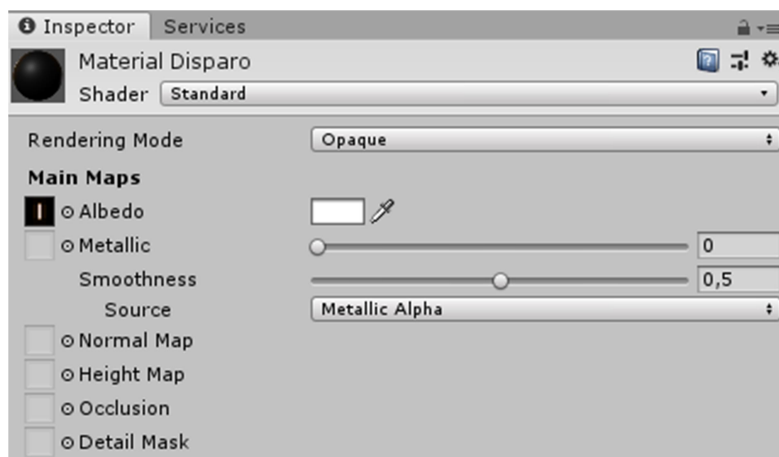 Inspector Services
Material Disparo
Shader Standard
Rendering Mode Opaque
Main Maps
Albedo
Metallic 0
Smoothness 0,5
Source Metallic Alpha
Normal Map
Height Map
Occlusion
Detail Mask